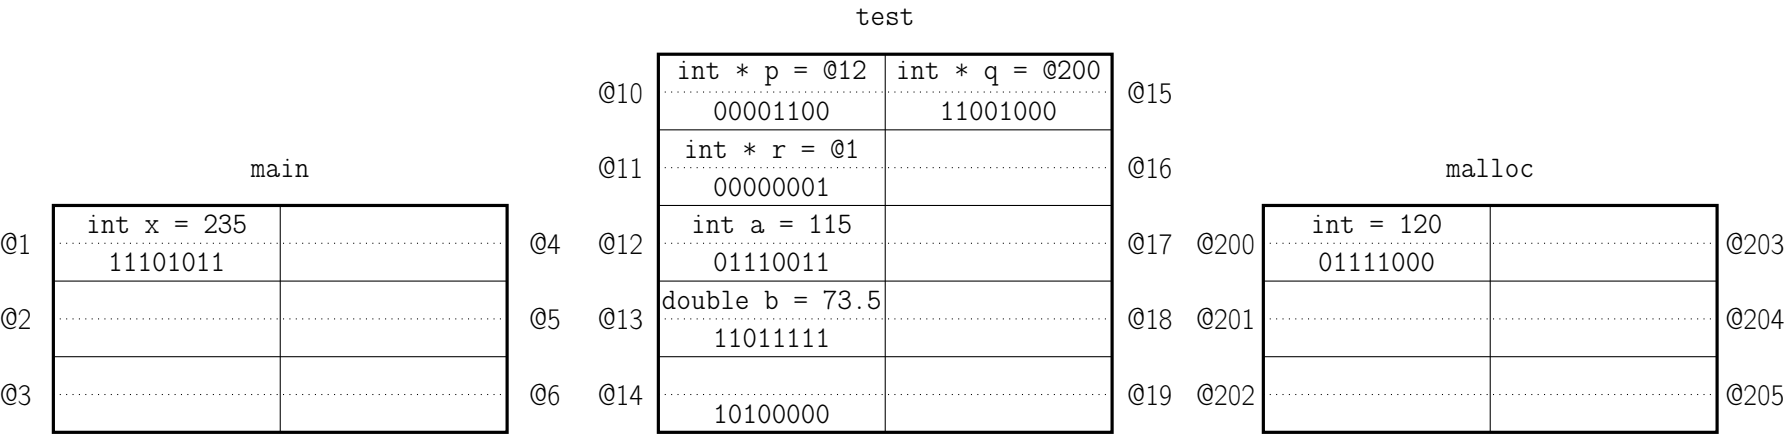 test
@10 int * p = @12 int * q = @200 @15
00001100 11001000
@11 int * r = @1 @16
00000001
main
malloc
@1 int x = 235 @4
11101011
@12 int a = 115 @17
01110011
@200 int = 120 @203
01111000
@2 @5
@13 double b = 73.5 @18
11011111
@201 @204
@3 @6
@14 10100000 @19
@202 @205